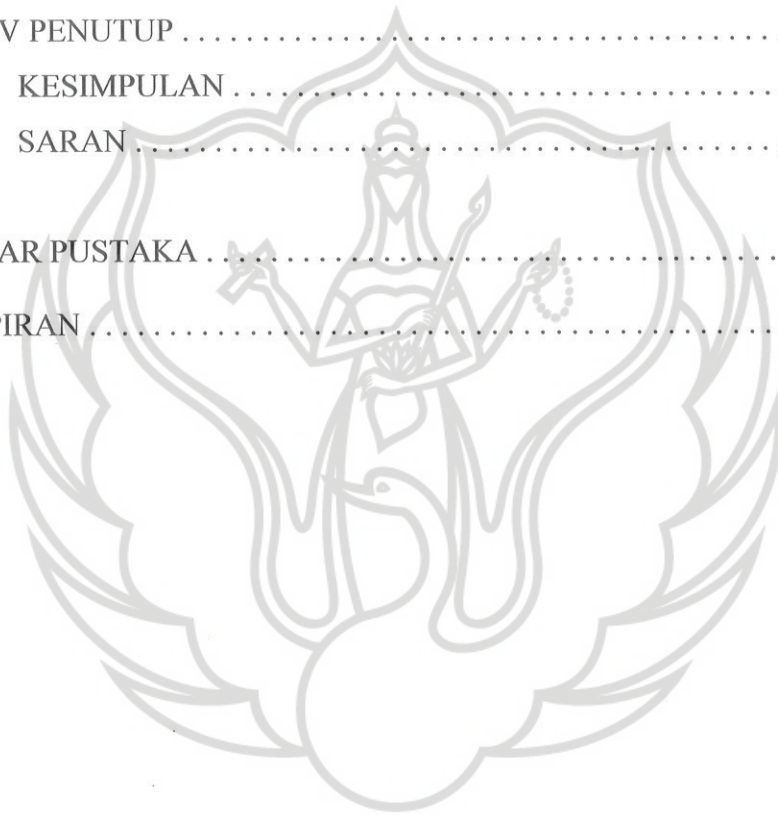 V PENUTUP . . . . . . . . . . . . . . . . . . . . . . . . . . . . . . . . . . . . . . . . . . . . .
KESIMPULAN . . . . . . . . . . . . . . . . . . . . . . . . . . . . . . . . . . . . . . . . .
SARAN . . . . . . . . . . . . . . . . . . . . . . . . . . . . . . . . . . . . . . . . . . . . . . . .
AR PUSTAKA . . . . . . . . . . . . . . . . . . . . . . . . . . . . . . . . . . . . . . . . . . .
PIRAN . . . . . . . . . . . . . . . . . . . . . . . . . . . . . . . . . . . . . . . . . . . . . . . . . . .